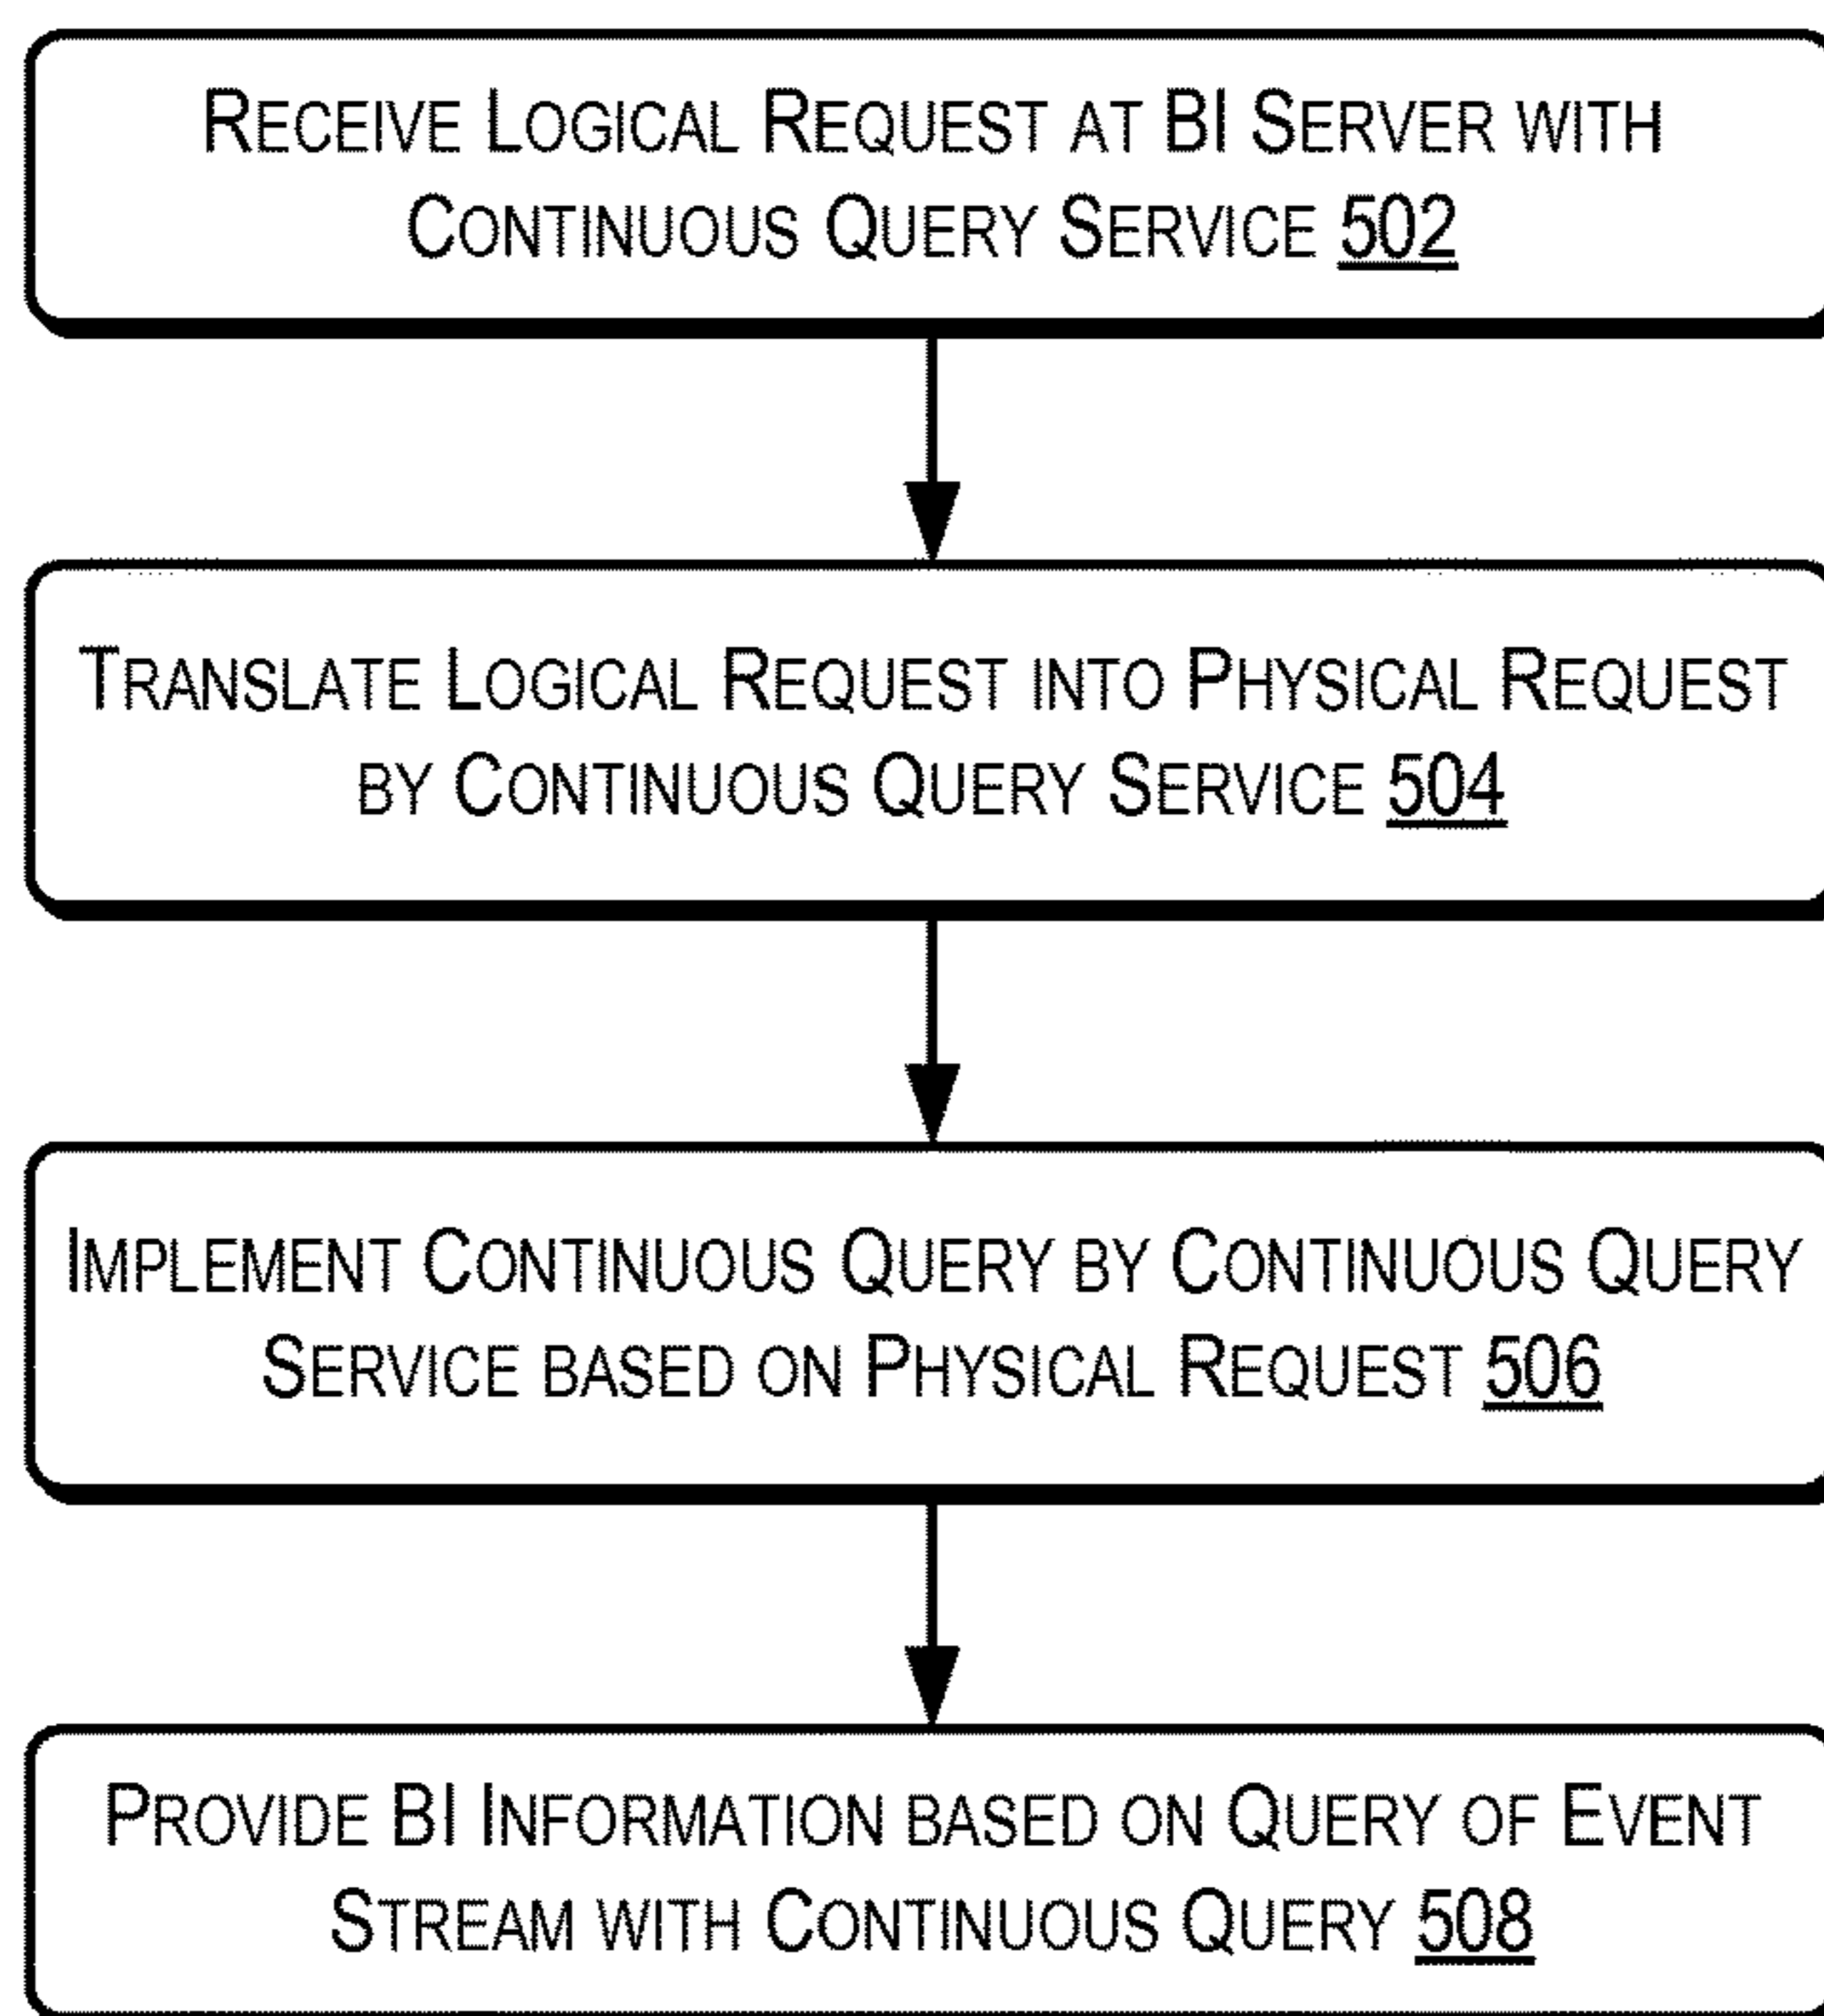 RECEIVE LOGICAL REQUEST AT BI SERVER WITH
CONTINUOUS QUERY SERVICE 502
TRANSLATE LOGICAL REQUEST INTO PHYSICAL REQUEST
BY CONTINUOUS QUERY SERVICE 504
IMPLEMENT CONTINUOUS QUERY BY CONTINUOUS QUERY
SERVICE BASED ON PHYSICAL REQUEST 506
PROVIDE BI INFORMATION BASED ON QUERY OF EVENT
STREAM WITH CONTINUOUS QUERY 508